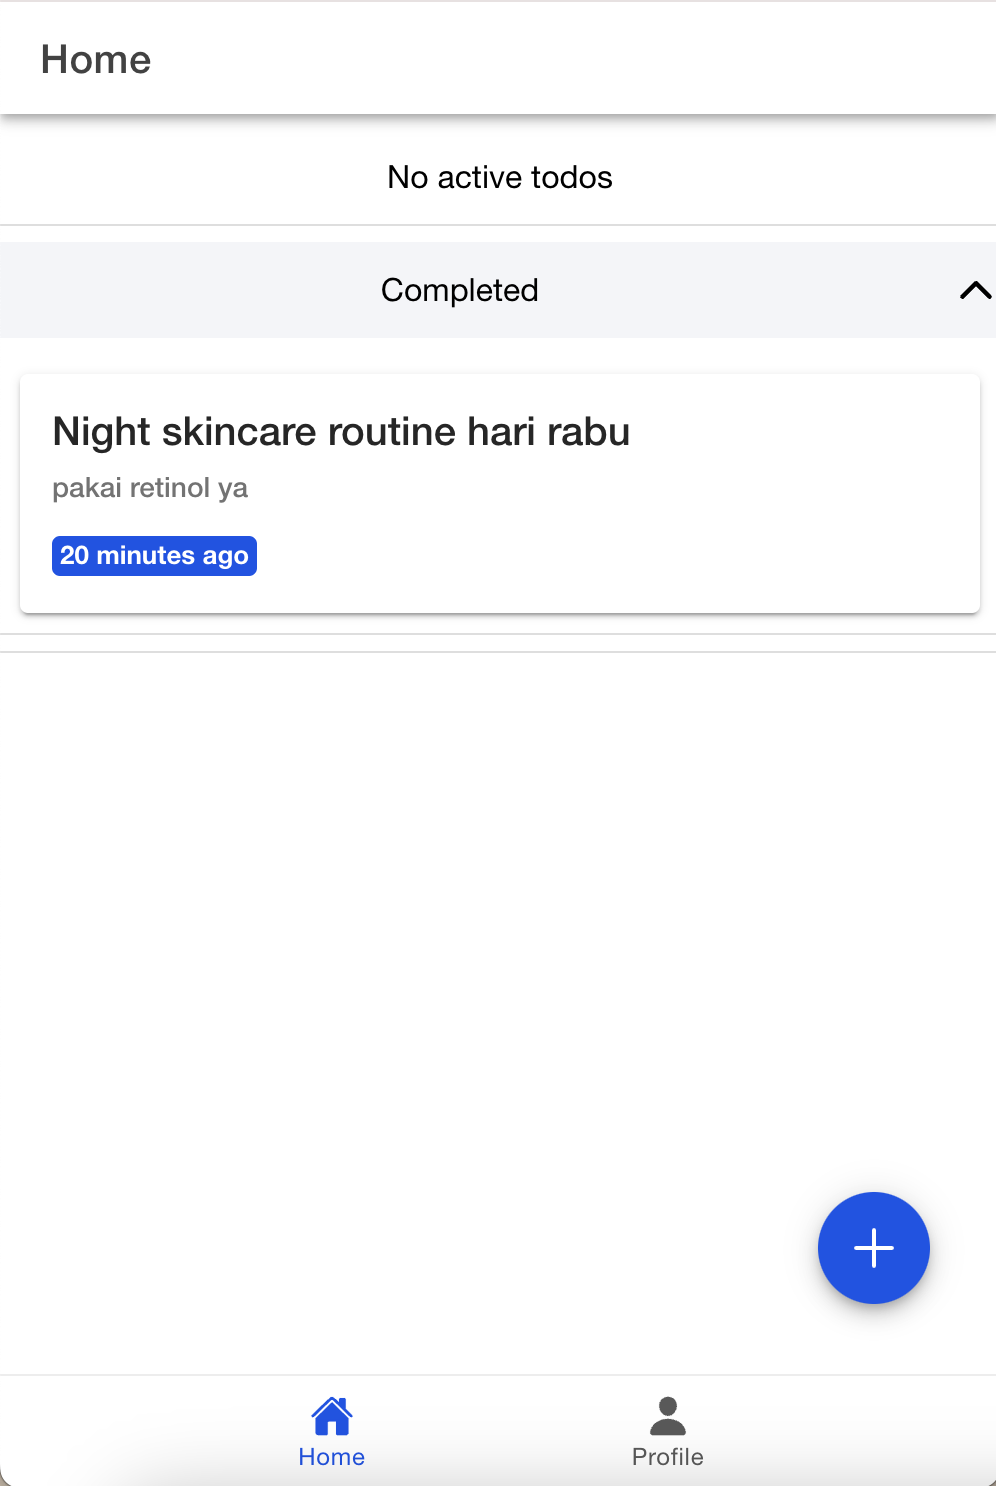 Home
No active todos
Completed
Night skincare routine hari rabu
pakai retinol ya
20 minutes ago
Home
Profile